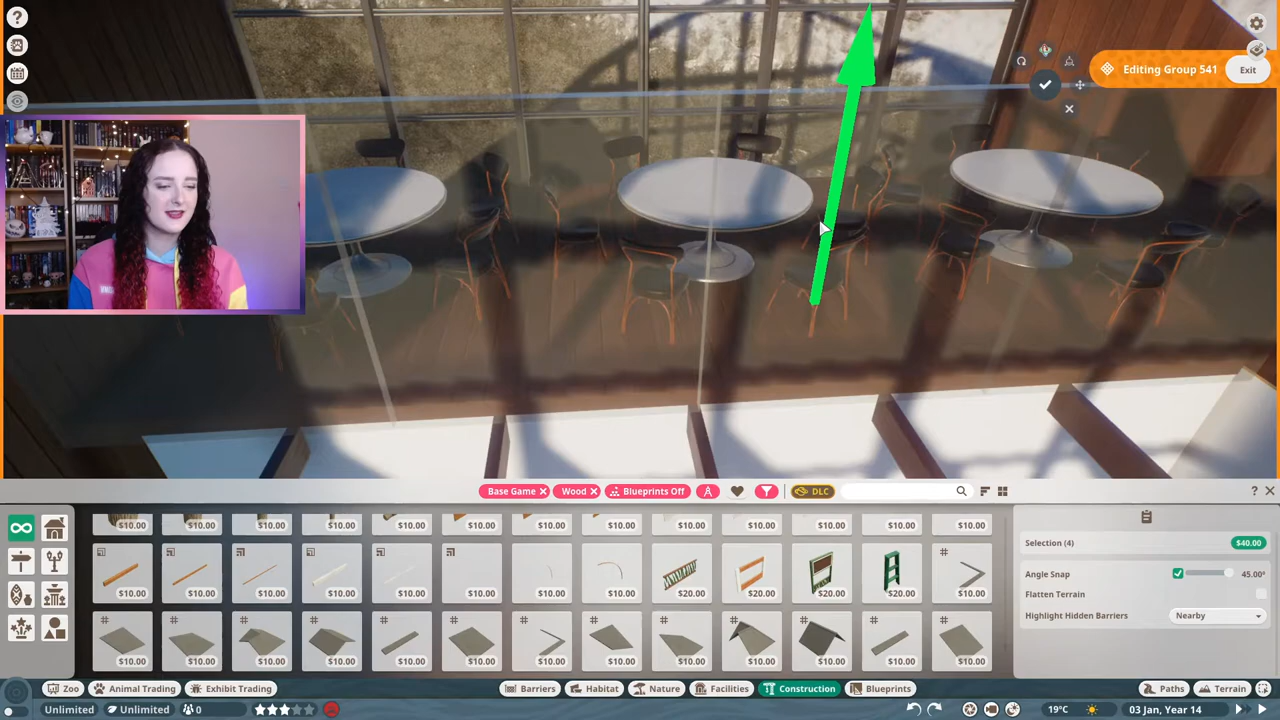 Editing Group 541
Exit
Base Game
Wood
Blueprints Off
DLC
$10.00 $10.00 $10.00 $10.00 $10.00 $10.00 $10.00 $10.00 $10.00 $10.00 $10.00 $10.00 $10.00
$10.00 $10.00 $10.00 $10.00 $10.00 $10.00 $10.00 $10.00 $20.00 $20.00 $20.00 $20.00 $10.00
$10.00 $10.00 $10.00 $10.00 $10.00 $10.00 $10.00 $10.00 $10.00 $10.00 $10.00 $10.00 $10.00
Selection (4) $40.00
Angle Snap 45.00°
Flatten Terrain
Highlight Hidden Barriers Nearby
Zoo Animal Trading Exhibit Trading Barriers Habitat Nature Facilities Construction Blueprints Paths Terrain
Unlimited Unlimited 0 19°C 03 Jan, Year 14